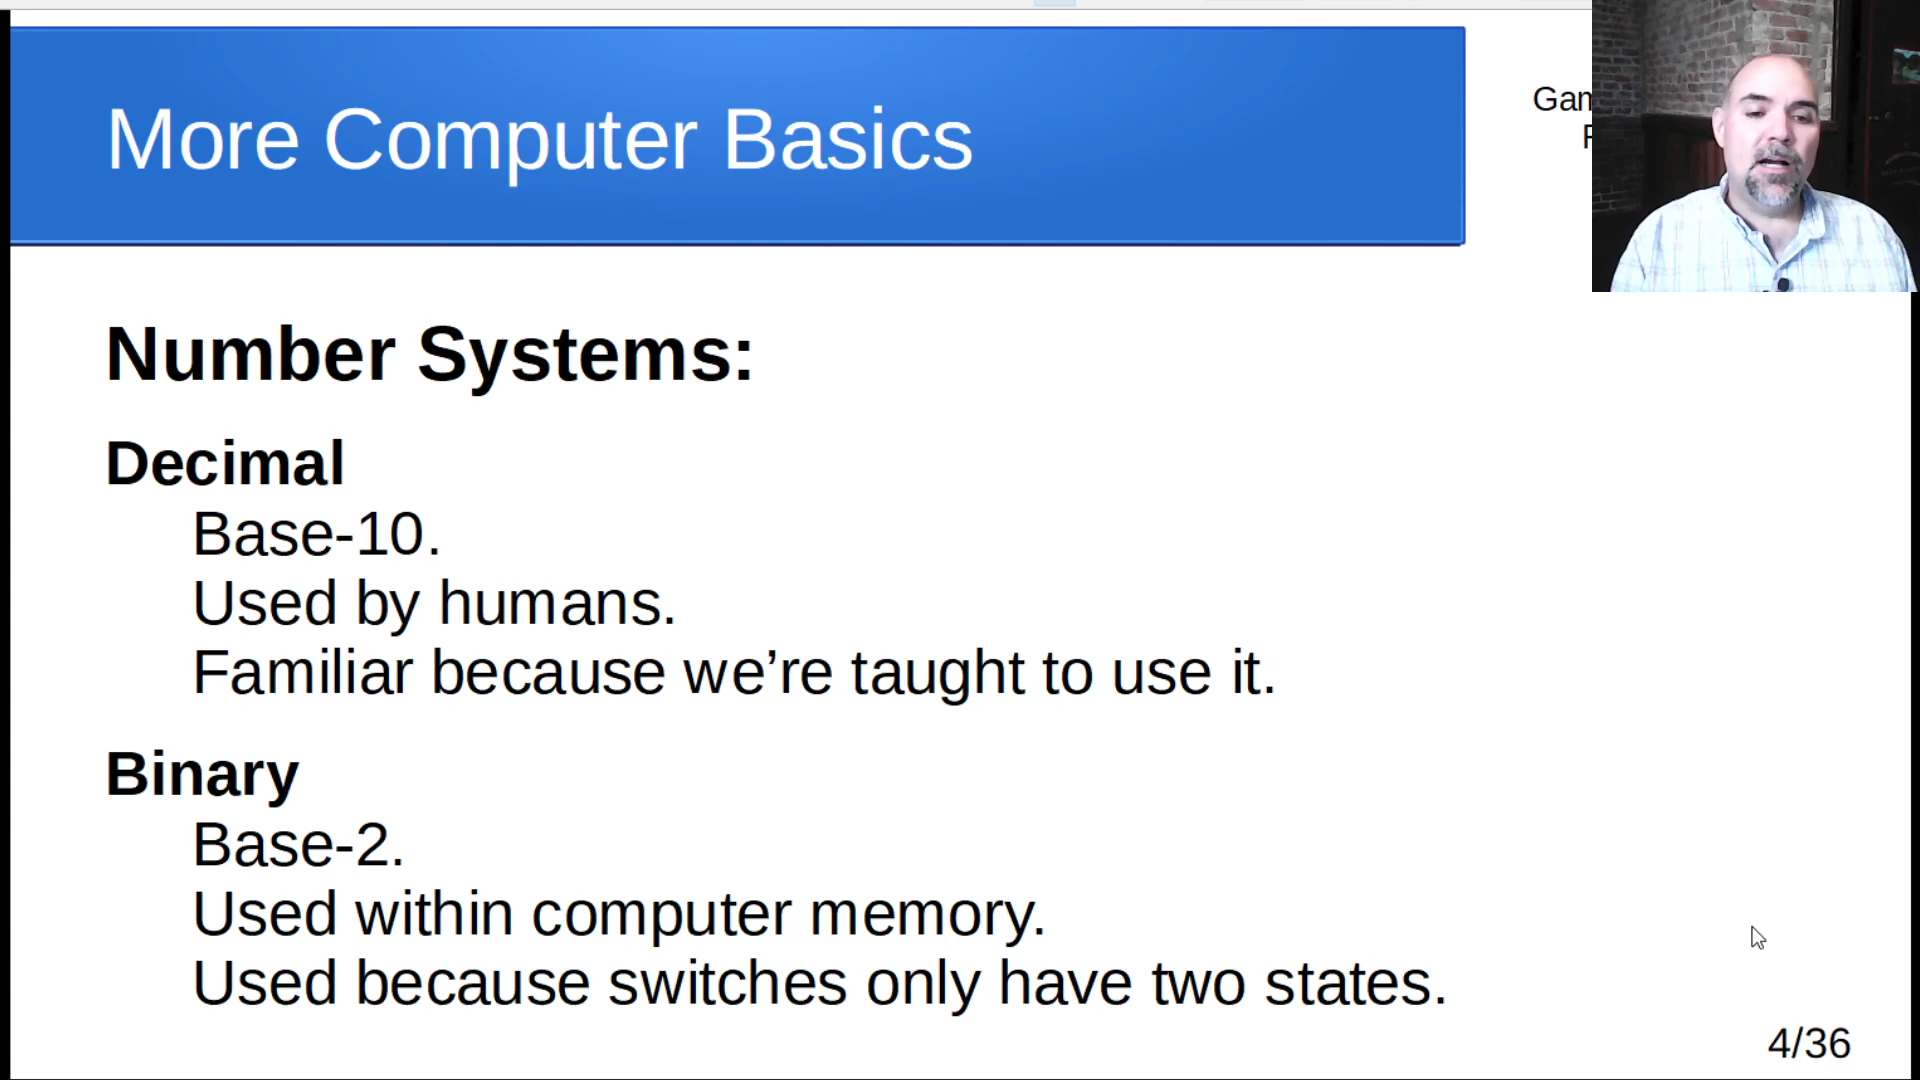 More Computer Basics
Number Systems:
Decimal
Base-10.
Used by humans.
Familiar because we’re taught to use it.
Binary
Base-2.
Used within computer memory.
Used because switches only have two states.
4/36